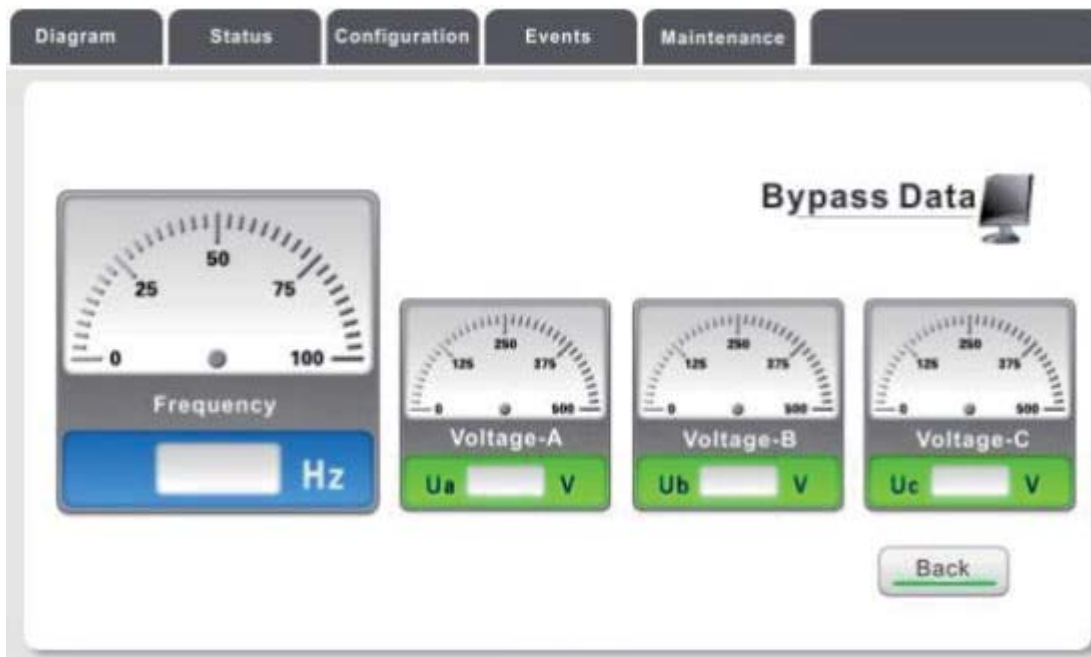 Diagram
Status
Configuration
Events
Maintenance
Bypass Data
0 25 50 75 100
Frequency
Hz
0 125 250 375 500
Voltage-A
Ua V
0 125 250 375 500
Voltage-B
Ub V
0 125 250 375 500
Voltage-C
Uc V
Back